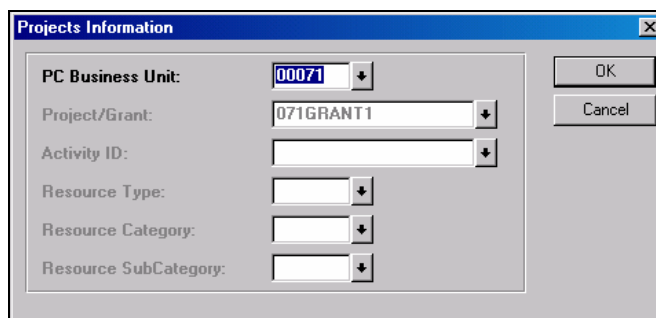 Projects Information
PC Business Unit: 00071 OK
Project/Grant: 071GRANT1 Cancel
Activity ID:
Resource Type:
Resource Category:
Resource SubCategory: